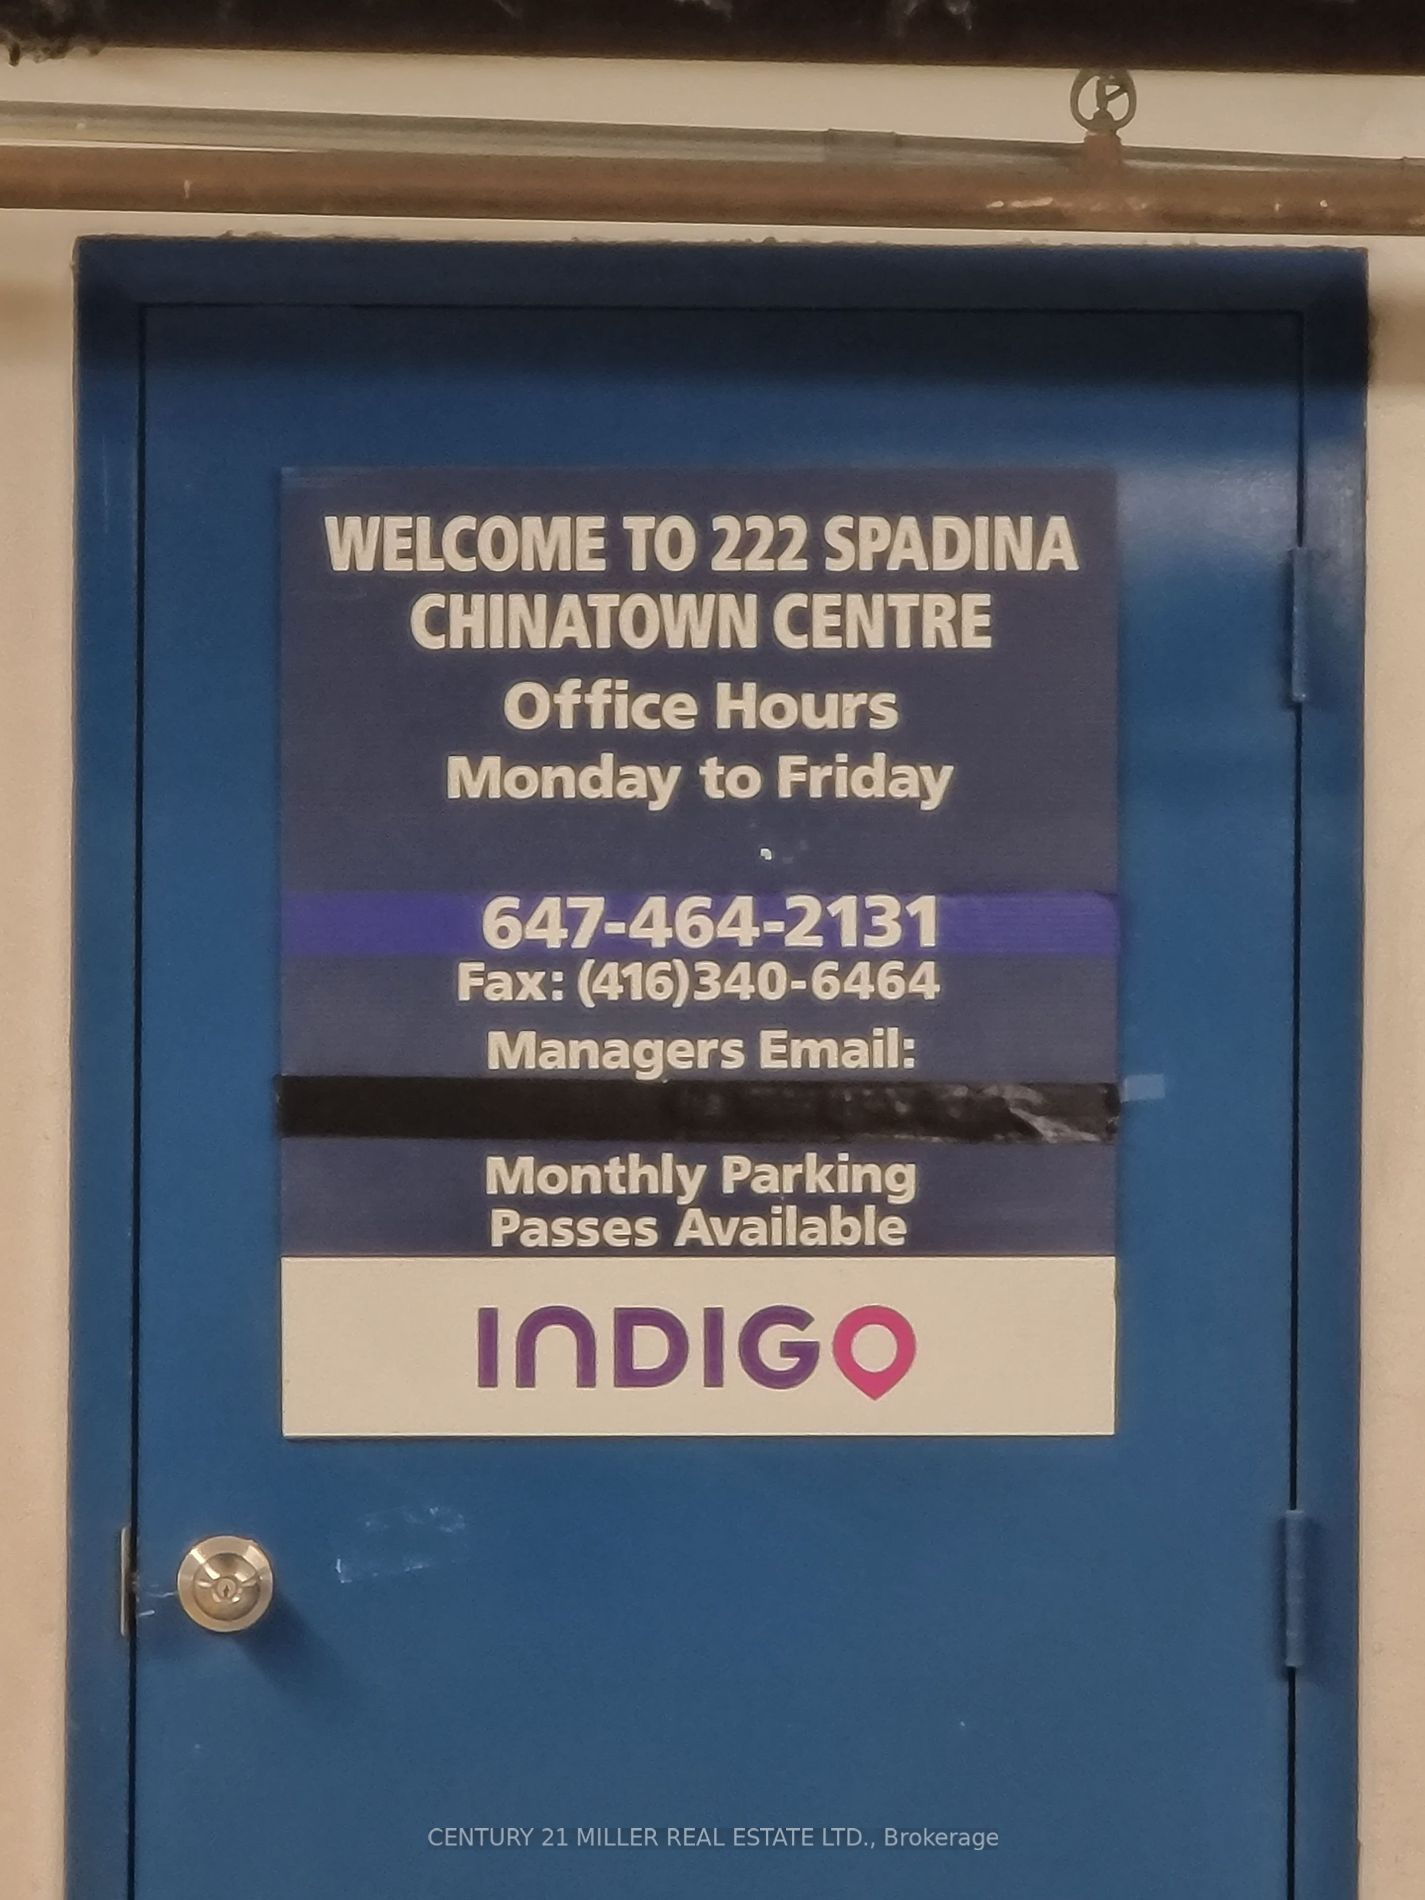 WELCOME TO 222 SPADINA
CHINATOWN CENTRE
Office Hours
Monday to Friday
647-464-2131
Fax: (416)340-6464
Managers Email:
Monthly Parking
Passes Available
INDIGO
CENTURY 21 MILLER REAL ESTATE LTD., Brokerage